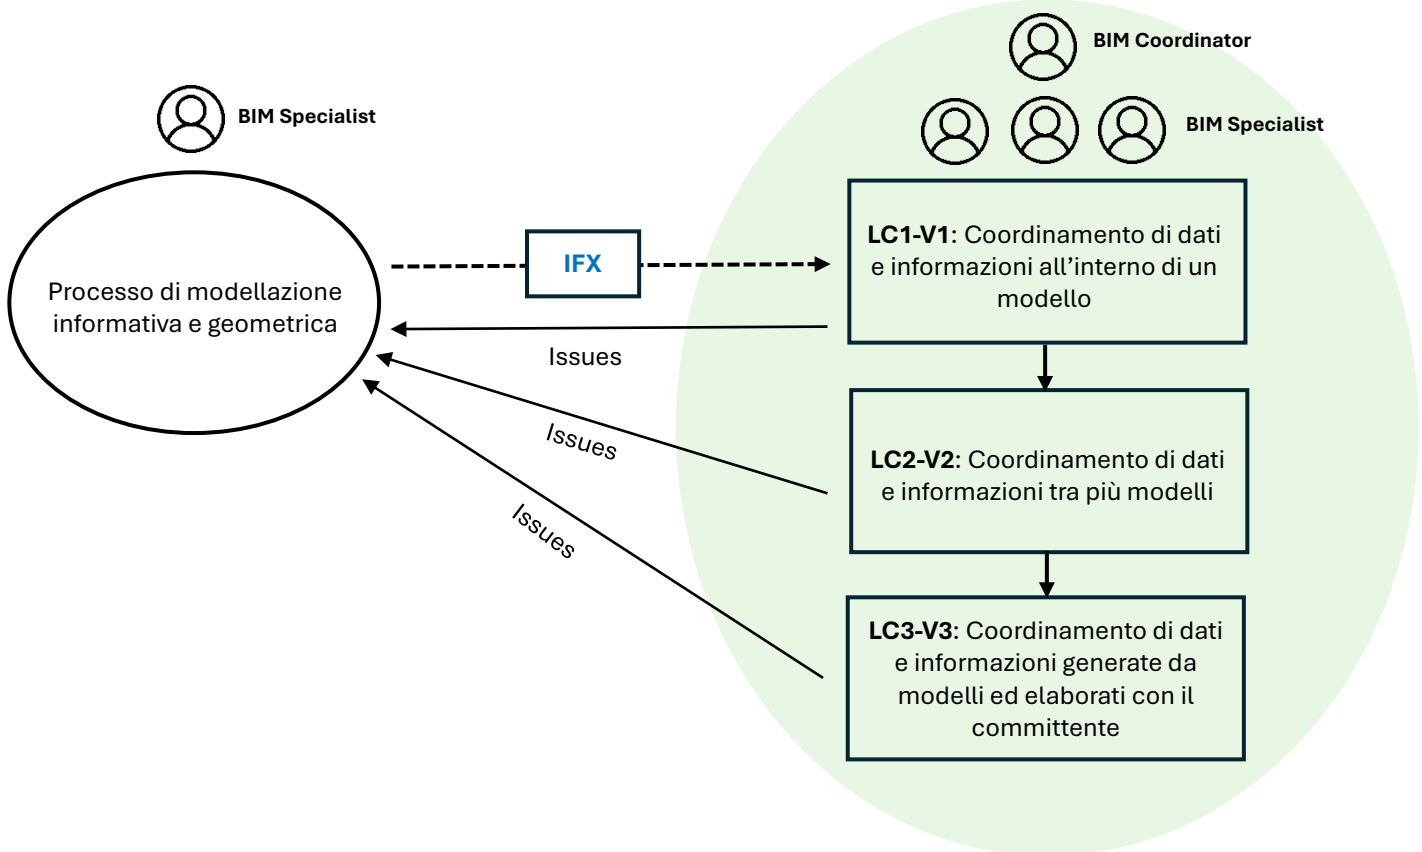 BIM Coordinator
BIM Specialist
BIM Specialist
Processo di modellazione
informativa e geometrica
IFX
Issues
Issues
Issues
LC1-V1: Coordinamento di dati
e informazioni all’interno di un
modello
LC2-V2: Coordinamento di dati
e informazioni tra più modelli
LC3-V3: Coordinamento di dati
e informazioni generate da
modelli ed elaborati con il
committente